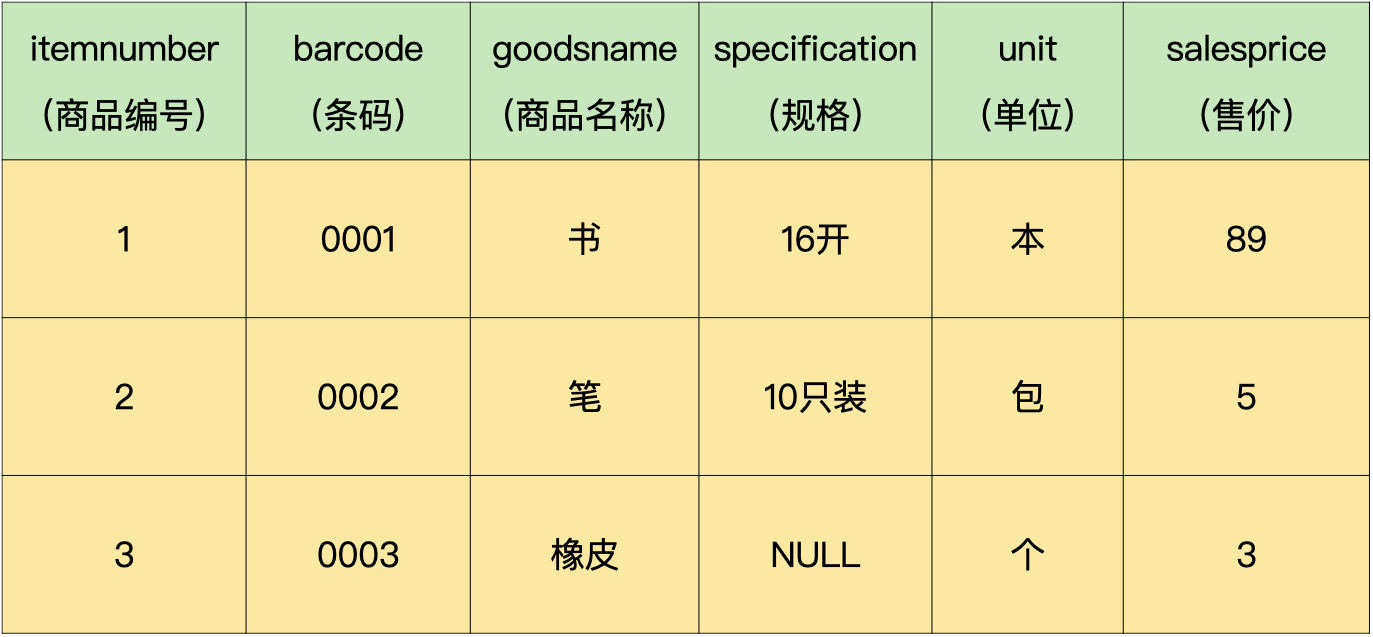 itemnumber barcode goodsname specification unit salesprice
（商品编号） （条码） （商品名称） （规格） （单位） （售价）
1 0001 书 16开 本 89
2 0002 笔 10只装 包 5
3 0003 橡皮 NULL 个 3